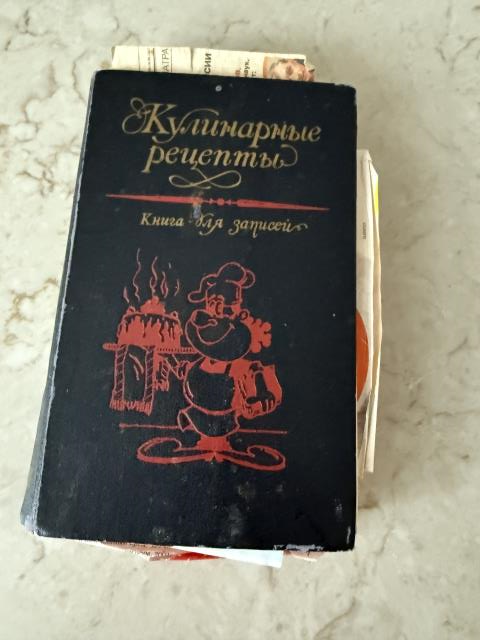 Кулинарные
рецепты
Книга для записей